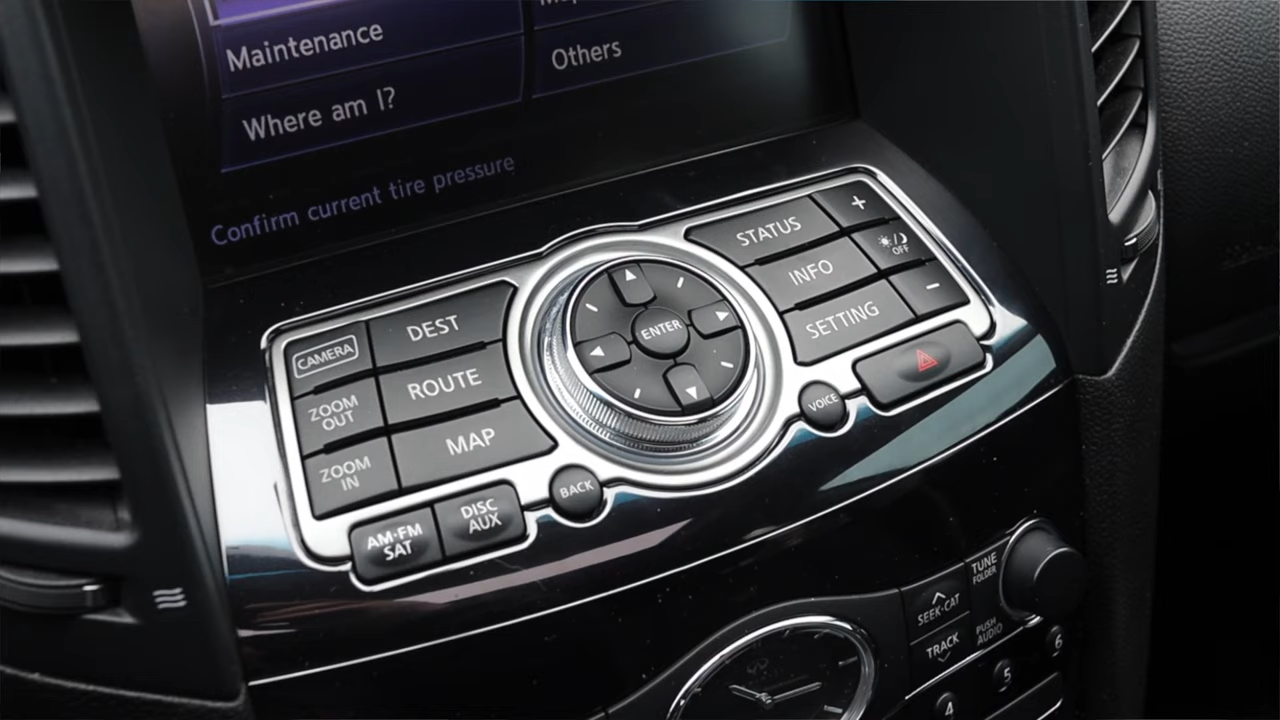 Maintenance
Others
Where am I?
Confirm current tire pressure
CAMERA
DEST
ZOOM
OUT
ROUTE
ZOOM
IN
MAP
AM·FM
SAT
DISC
AUX
BACK
ENTER
STATUS
+
INFO
OFF
SETTING
-
VOICE
SEEK·CAT
TRACK
TUNE
FOLDER
PUSH
AUDIO
4
5
6